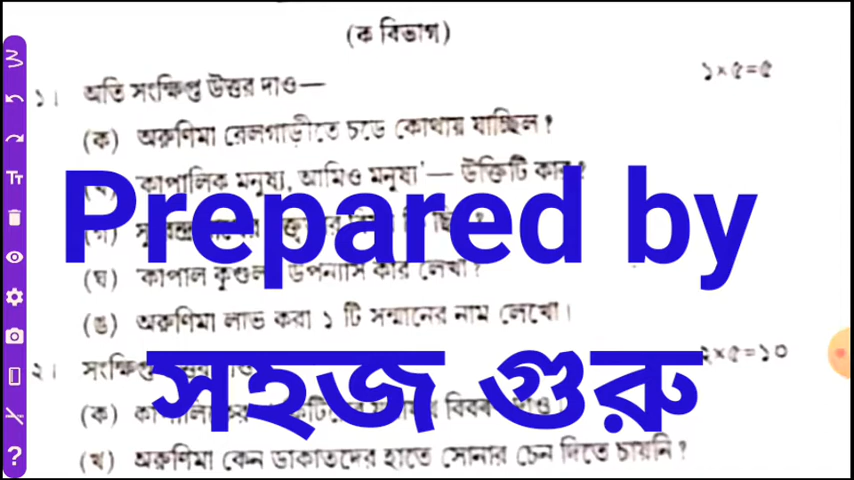 (ক বিভাগ)
১। অতি সংক্ষিপ্ত উত্তর দাও— ১×৫=৫
(ক) অরুণিমা রেলগাড়ীতে চড়ে কোথায় যাচ্ছিল?
কাপালিক মনুষ্য, আমিও মনুষ্য'— উক্তিটি কার?
Prepared by
(ঘ) 'কাপাল কুণ্ডলা উপন্যাস কার লেখা?
(ঙ) অরুণিমা লাভ করা ১ টি সম্মানের নাম লেখো।
২। ২×৫=১০
সহজ গুরু
(ক)
(খ) অরুণিমা কেন ডাকাতদের হাতে সোনার চেন দিতে চায়নি?
?